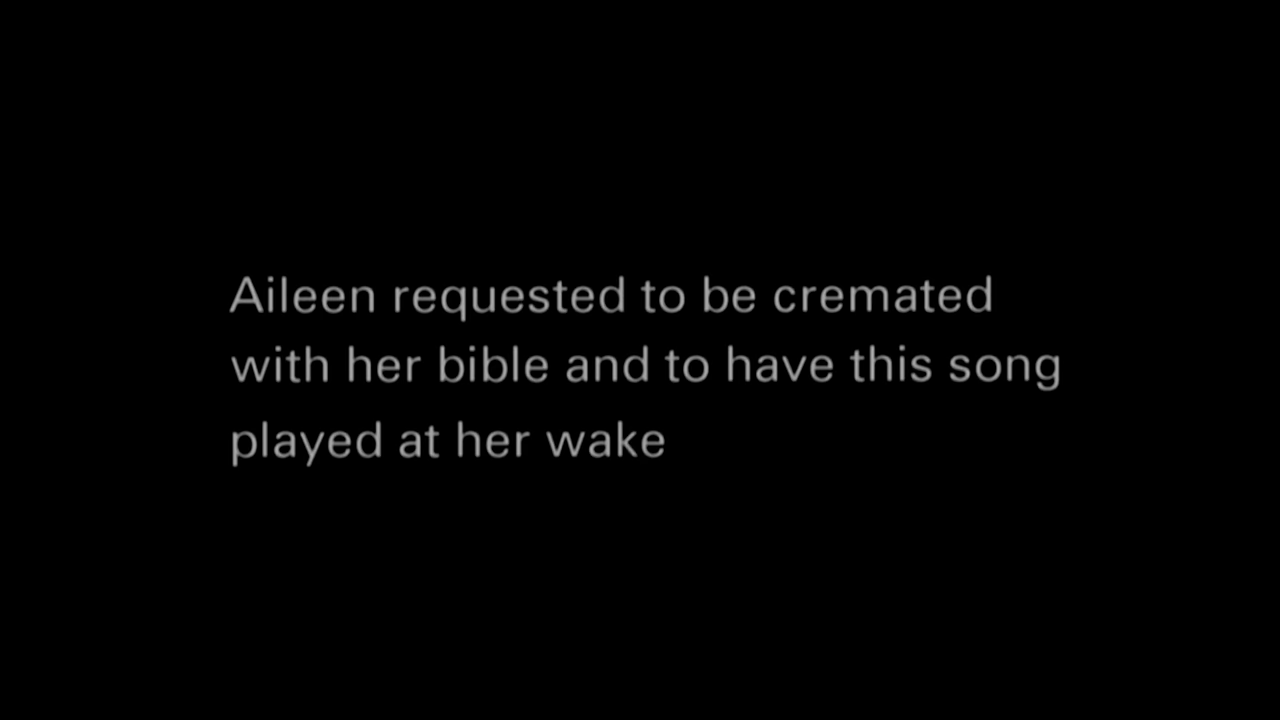 Aileen requested to be cremated
with her bible and to have this song
played at her wake